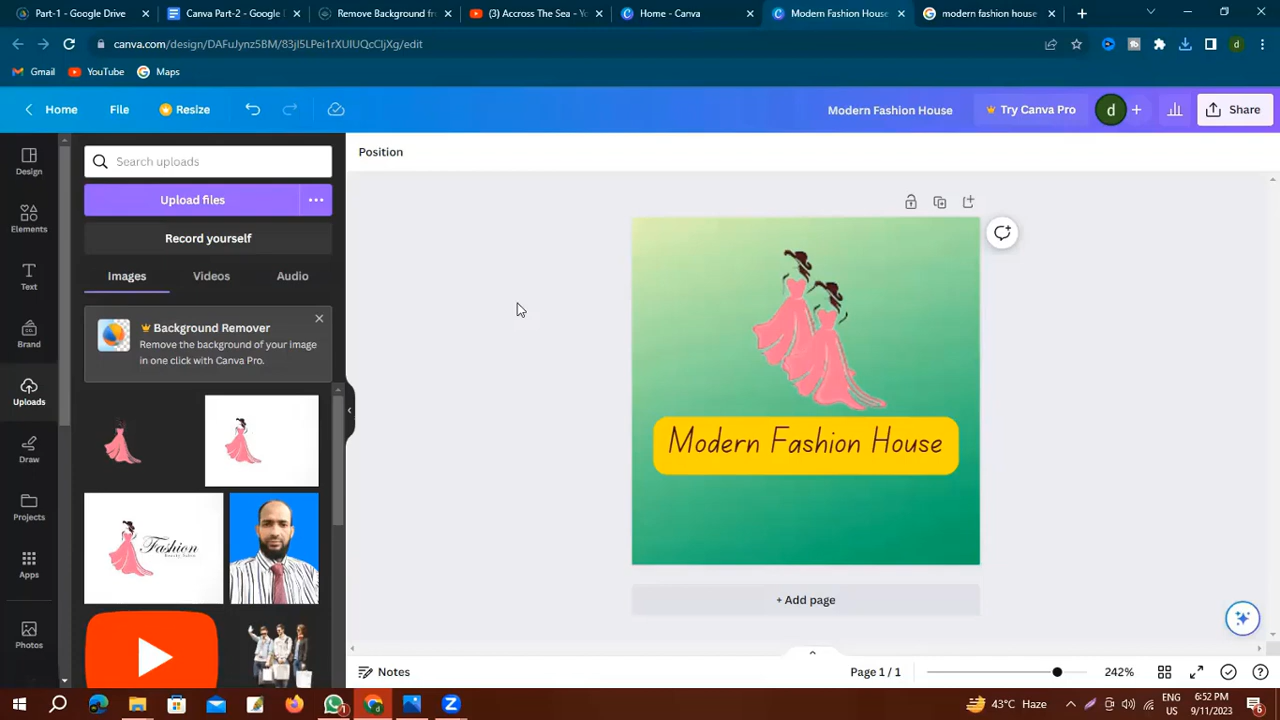 Part-1 - Google Drive
Canva Part-2 - Google
Remove Background fr
(3) Accross The Sea - Yo
Home - Canva
Modern Fashion House
modern fashion house
canva.com/design/DAFuJynz5BM/83jI5LPei1rXUIUQcCIjXg/edit
Gmail
YouTube
Maps
Home
File
Resize
Modern Fashion House
Try Canva Pro
d
Share
Design
Elements
Text
Brand
Uploads
Draw
Projects
Apps
Photos
Search uploads
Upload files
Record yourself
Images
Videos
Audio
Background Remover
Remove the background of your image
in one click with Canva Pro.
Fashion
Position
Modern Fashion House
+ Add page
Notes
Page 1 / 1
242%
43°C Haze
ENG
US
6:52 PM
9/11/2023